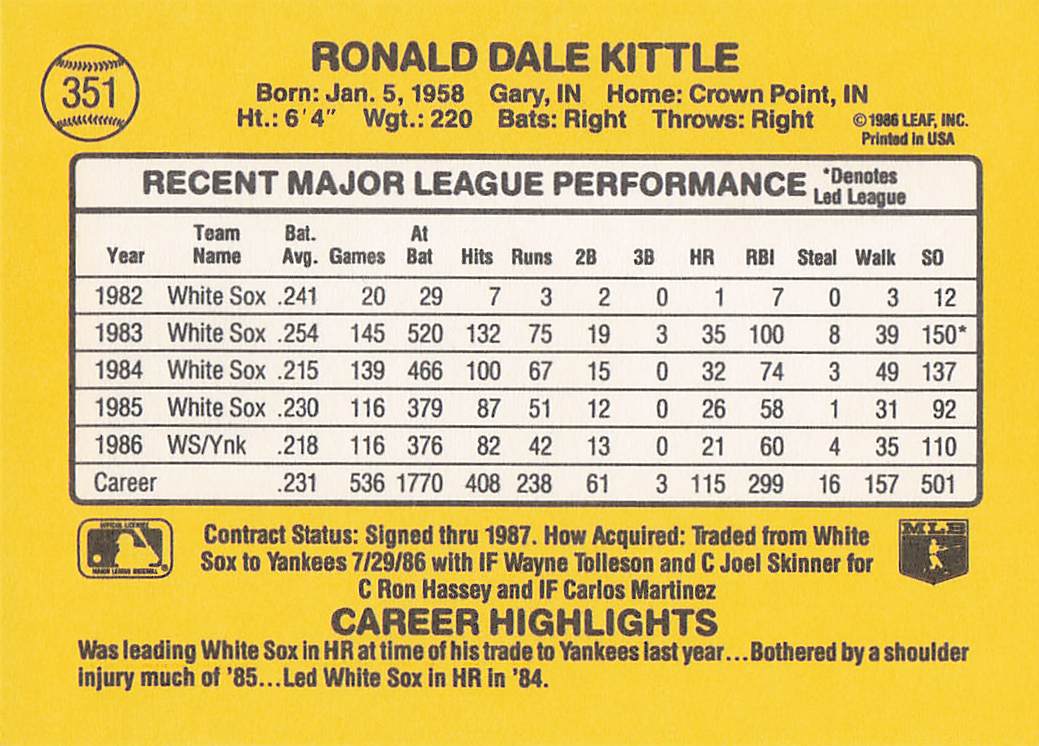 351
RONALD DALE KITTLE
Born: Jan. 5, 1958 Gary, IN Home: Crown Point, IN
Ht.: 6'4" Wgt.: 220 Bats: Right Throws: Right
© 1986 LEAF, INC.
Printed in USA
RECENT MAJOR LEAGUE PERFORMANCE *Denotes
Led League
Year Team Name Bat. Avg. Games At Bat Hits Runs 2B 3B HR RBI Steal Walk SO
1982 White Sox .241 20 29 7 3 2 0 1 7 0 3 12
1983 White Sox .254 145 520 132 75 19 3 35 100 8 39 150*
1984 White Sox .215 139 466 100 67 15 0 32 74 3 49 137
1985 White Sox .230 116 379 87 51 12 0 26 58 1 31 92
1986 WS/Ynk .218 116 376 82 42 13 0 21 60 4 35 110
Career .231 536 1770 408 238 61 3 115 299 16 157 501
OFFICIAL LICENSEE
MAJOR LEAGUE BASEBALL
®
MLB
Contract Status: Signed thru 1987. How Acquired: Traded from White
Sox to Yankees 7/29/86 with IF Wayne Tolleson and C Joel Skinner for
C Ron Hassey and IF Carlos Martinez
CAREER HIGHLIGHTS
Was leading White Sox in HR at time of his trade to Yankees last year...Bothered by a shoulder
injury much of '85...Led White Sox in HR in '84.